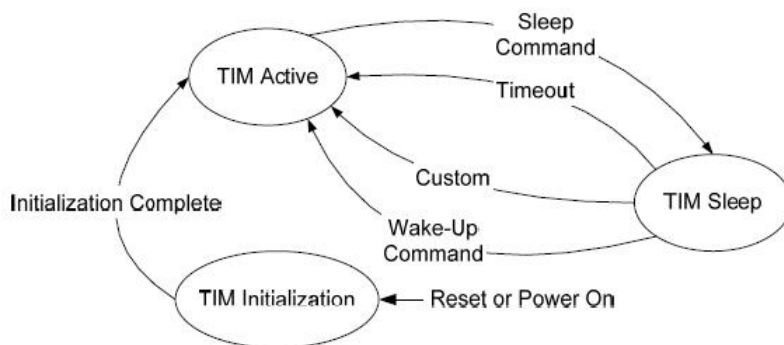 Sleep
Command
TIM Active
Timeout
Custom
TIM Sleep
Initialization Complete
Wake-Up
Command
TIM Initialization
Reset or Power On